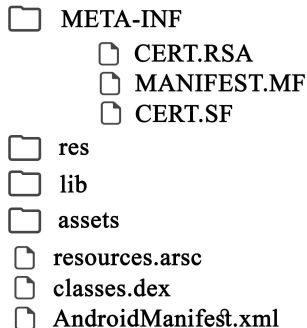 META-INF
CERT.RSA
MANIFEST.MF
CERT.SF
res
lib
assets
resources.arsc
classes.dex
AndroidManifest.xml